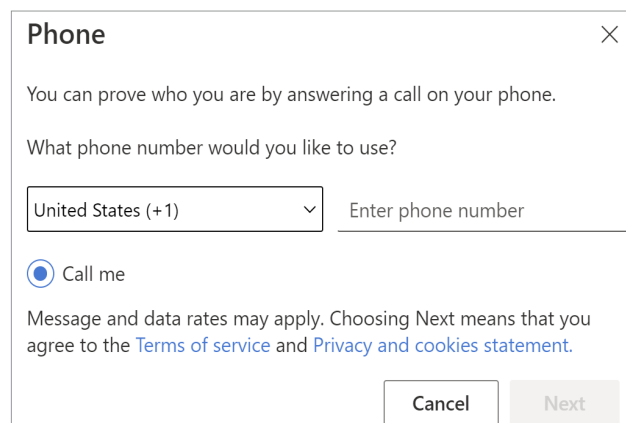 Phone
You can prove who you are by answering a call on your phone.
What phone number would you like to use?
United States (+1) Enter phone number
Call me
Message and data rates may apply. Choosing Next means that you
agree to the Terms of service and Privacy and cookies statement.
Cancel Next